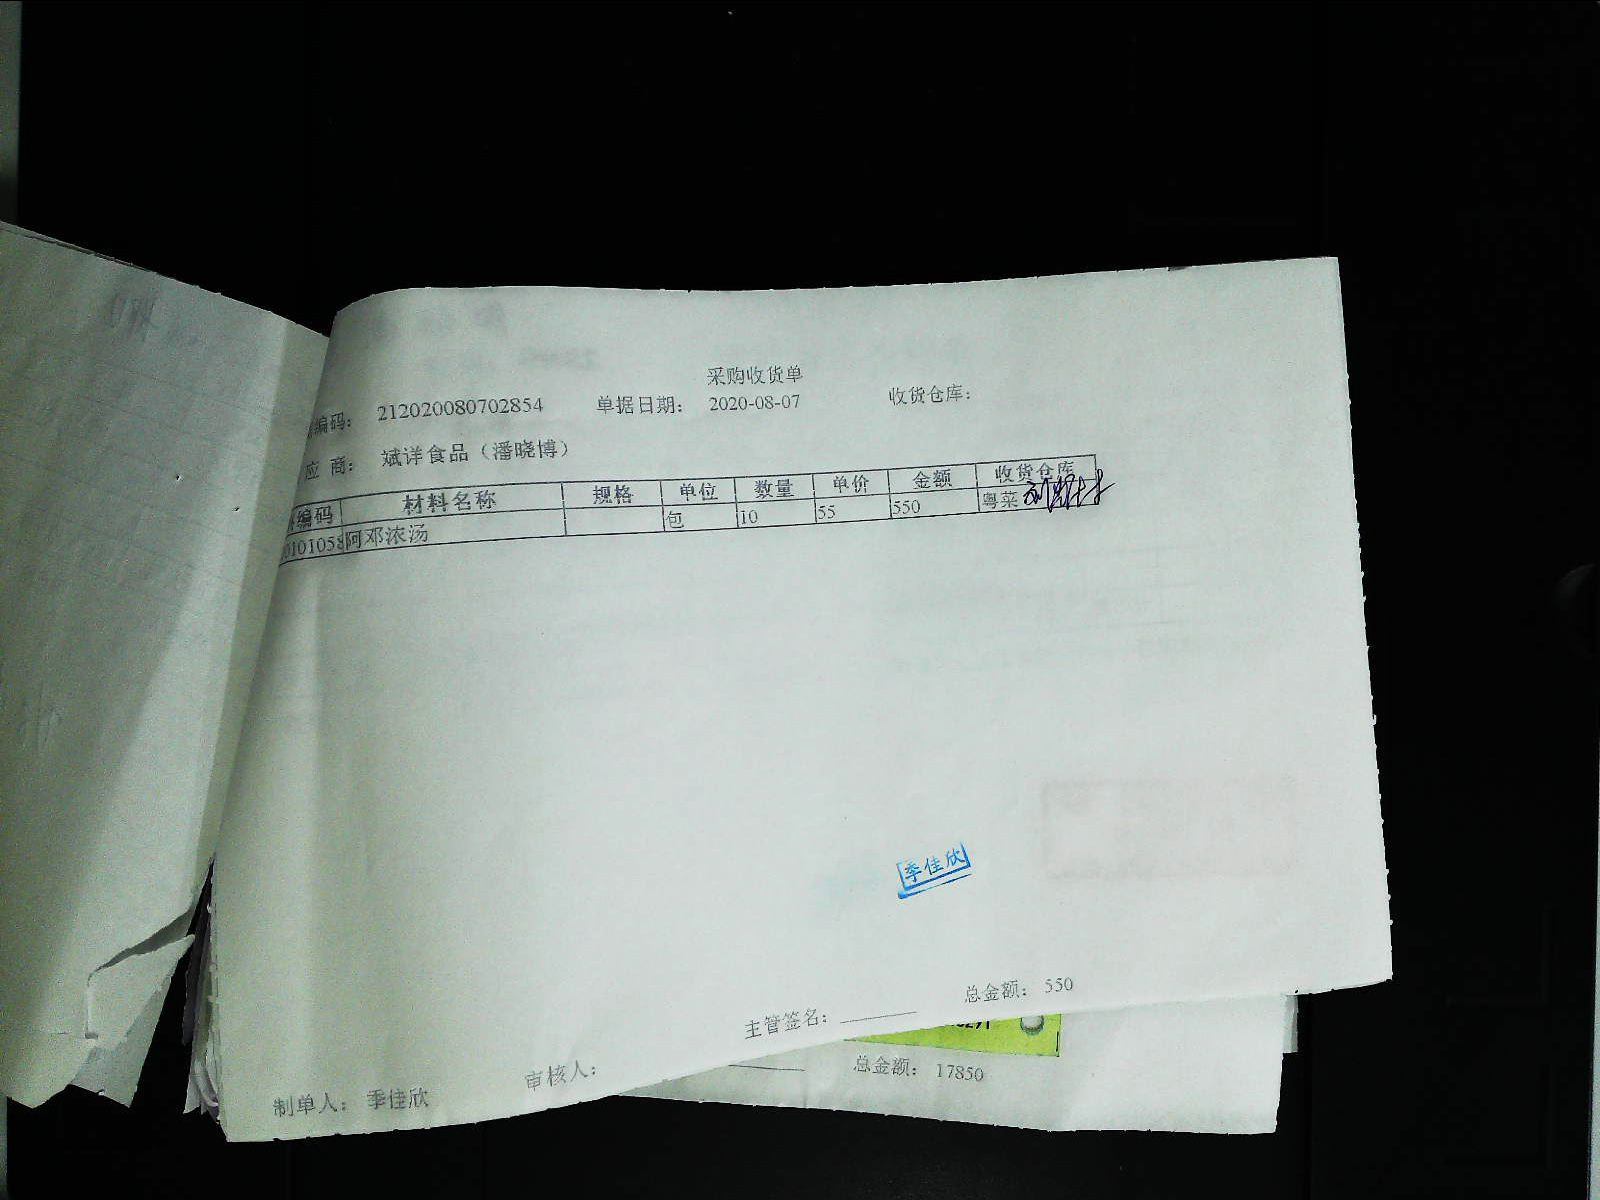 采购收货单
编码： 212020080702854 单据日期： 2020-08-07 收货仓库：
应 商： 斌详食品（潘晓博）
编码 材料名称 规格 单位 数量 单价 金额 收货仓库
0101058 阿邓浓汤 包 10 55 550 粤菜
季佳欣
总金额： 550
主管签名：
审核人：
制单人： 季佳欣
总金额： 17850